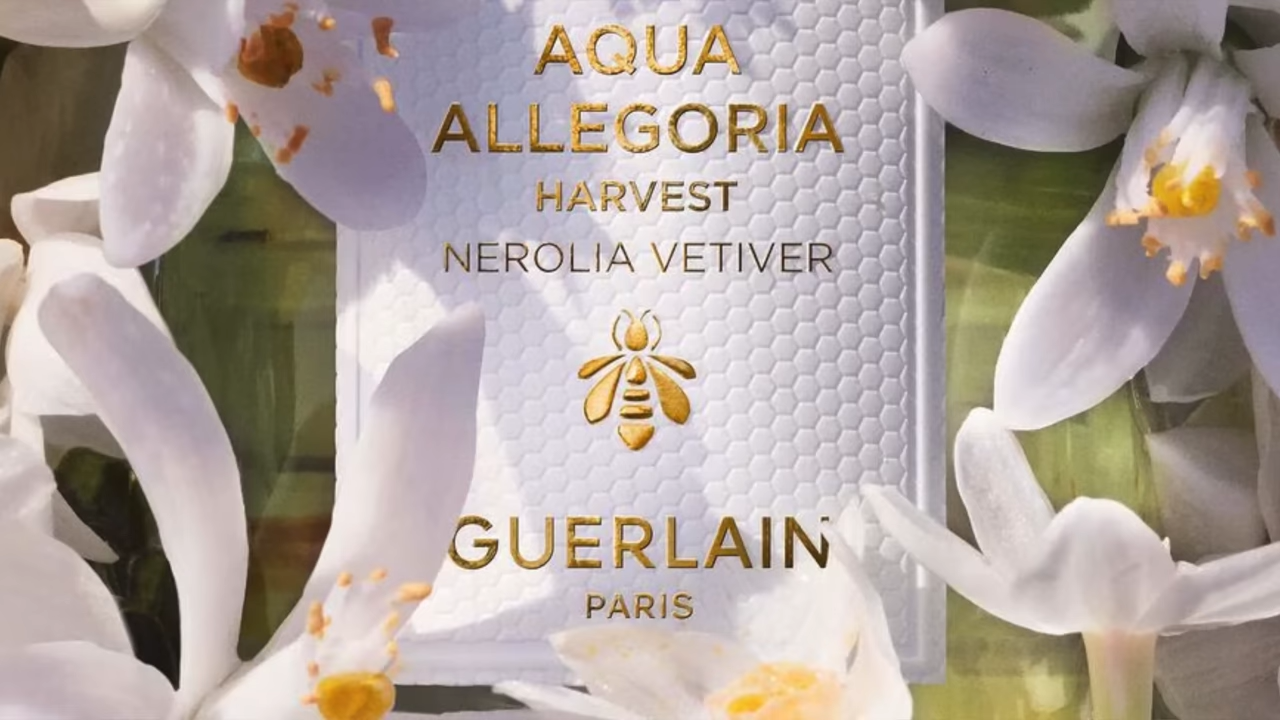 AQUA
ALLEGORIA
HARVEST
NEROLIA VETIVER
GUERLAIN
PARIS